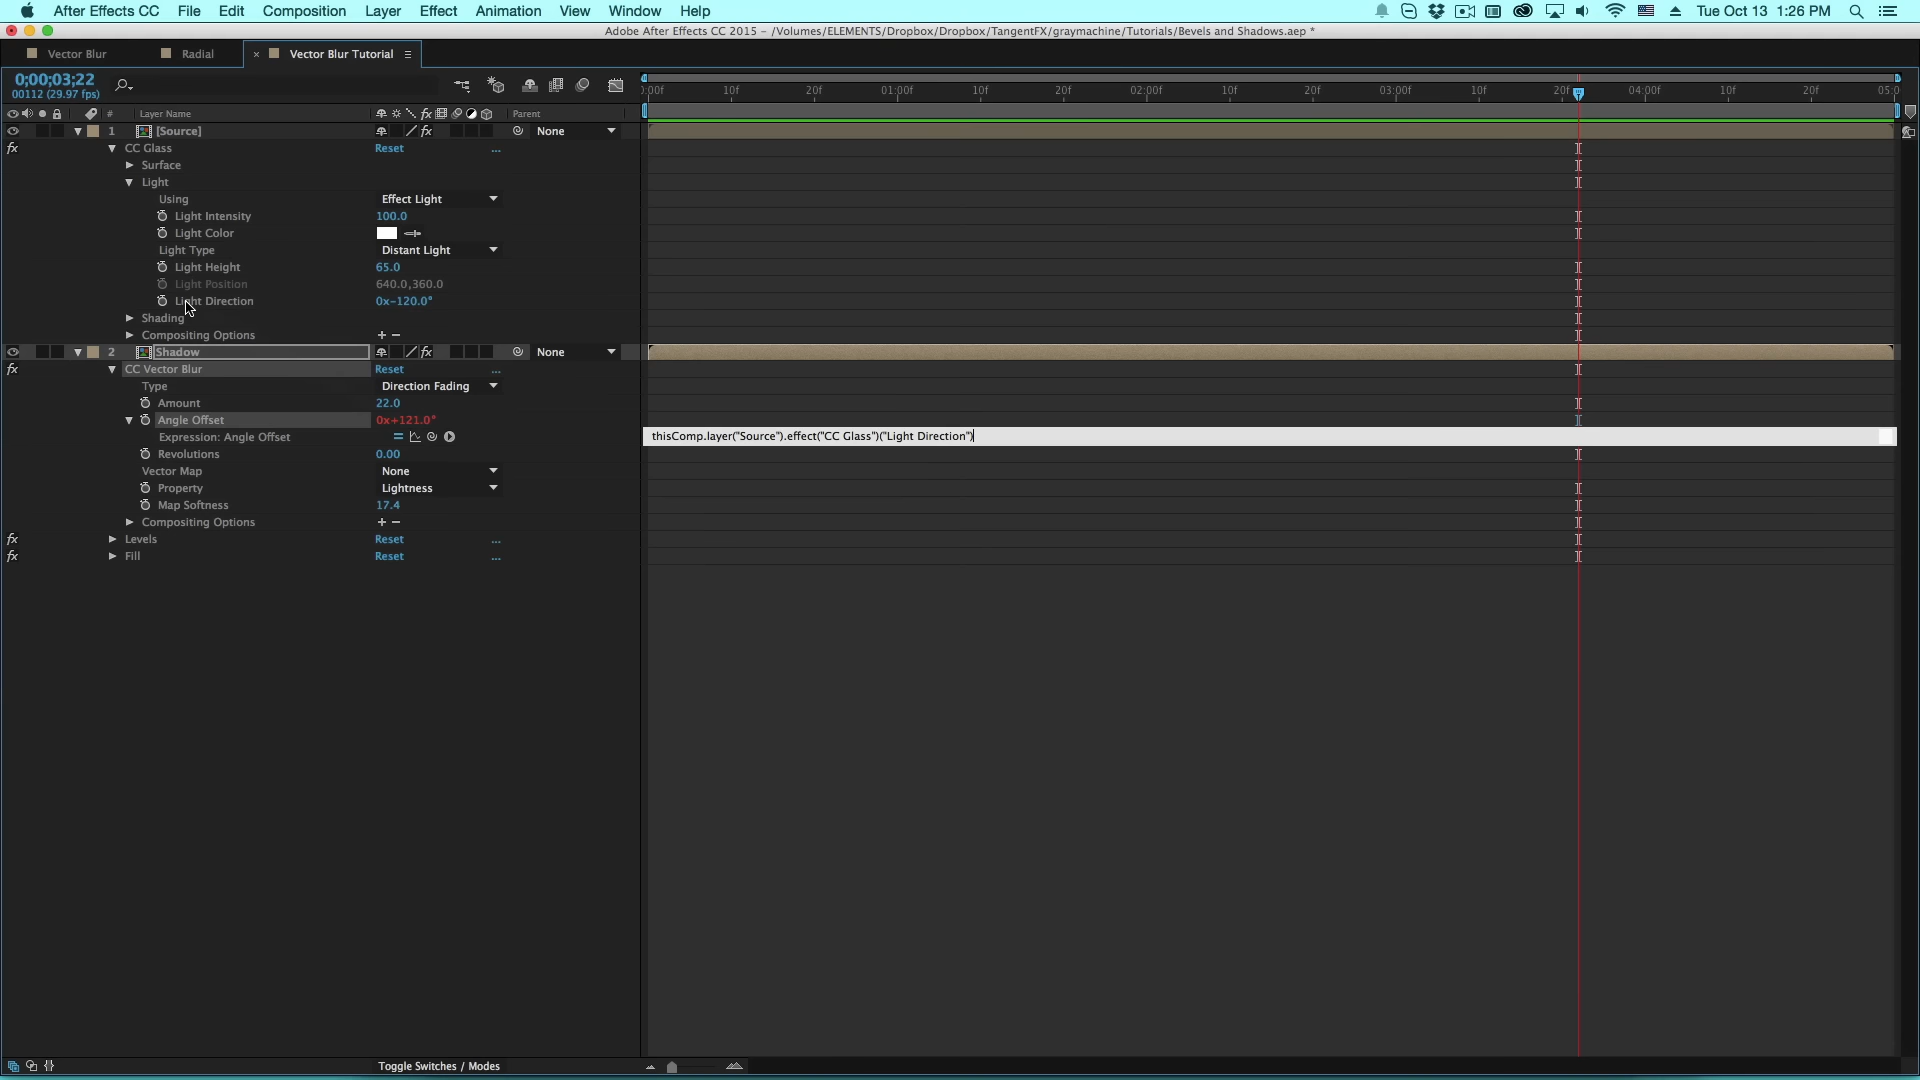 After Effects CC File Edit Composition Layer Effect Animation View Window Help Tue Oct 13 1:26 PM
Adobe After Effects CC 2015 – /Volumes/ELEMENTS/Dropbox/Dropbox/TangentFX/graymachine/Tutorials/Bevels and Shadows.aep *
Vector Blur Radial × Vector Blur Tutorial
0;00;03;22
00112 (29.97 fps)
:00f 10f 20f 01:00f 10f 20f 02:00f 10f 20f 03:00f 10f 20f 04:00f 10f 20f 05:0
# Layer Name fx Parent
1 [Source] fx None
fx CC Glass Reset ...
Surface
Light
Using Effect Light
Light Intensity 100.0
Light Color
Light Type Distant Light
Light Height 65.0
Light Position 640.0,360.0
Light Direction 0x-120.0°
Shading
Compositing Options + −
2 Shadow fx None
fx CC Vector Blur Reset ...
Type Direction Fading
Amount 22.0
Angle Offset 0x+121.0°
Expression: Angle Offset thisComp.layer("Source").effect("CC Glass")("Light Direction")
Revolutions 0.00
Vector Map None
Property Lightness
Map Softness 17.4
Compositing Options + −
fx Levels Reset ...
fx Fill Reset ...
Toggle Switches / Modes